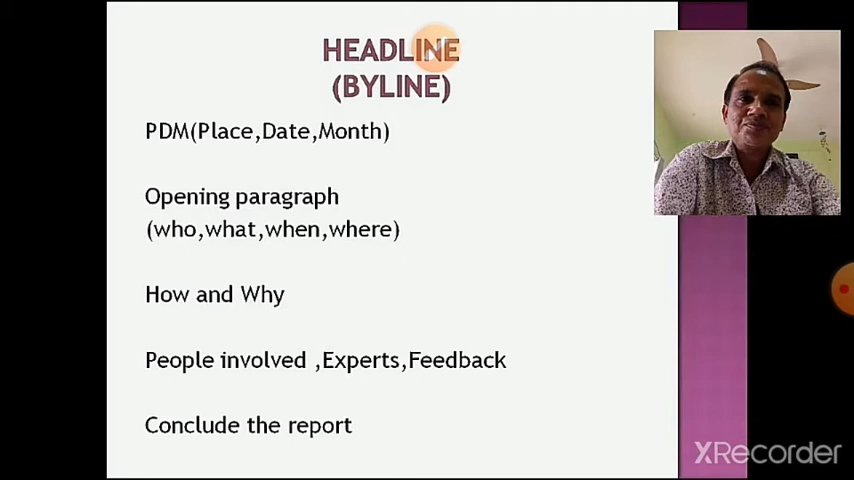 HEADLINE
(BYLINE)
PDM(Place,Date,Month)
Opening paragraph
(who,what,when,where)
How and Why
People involved ,Experts,Feedback
Conclude the report
XRecorder